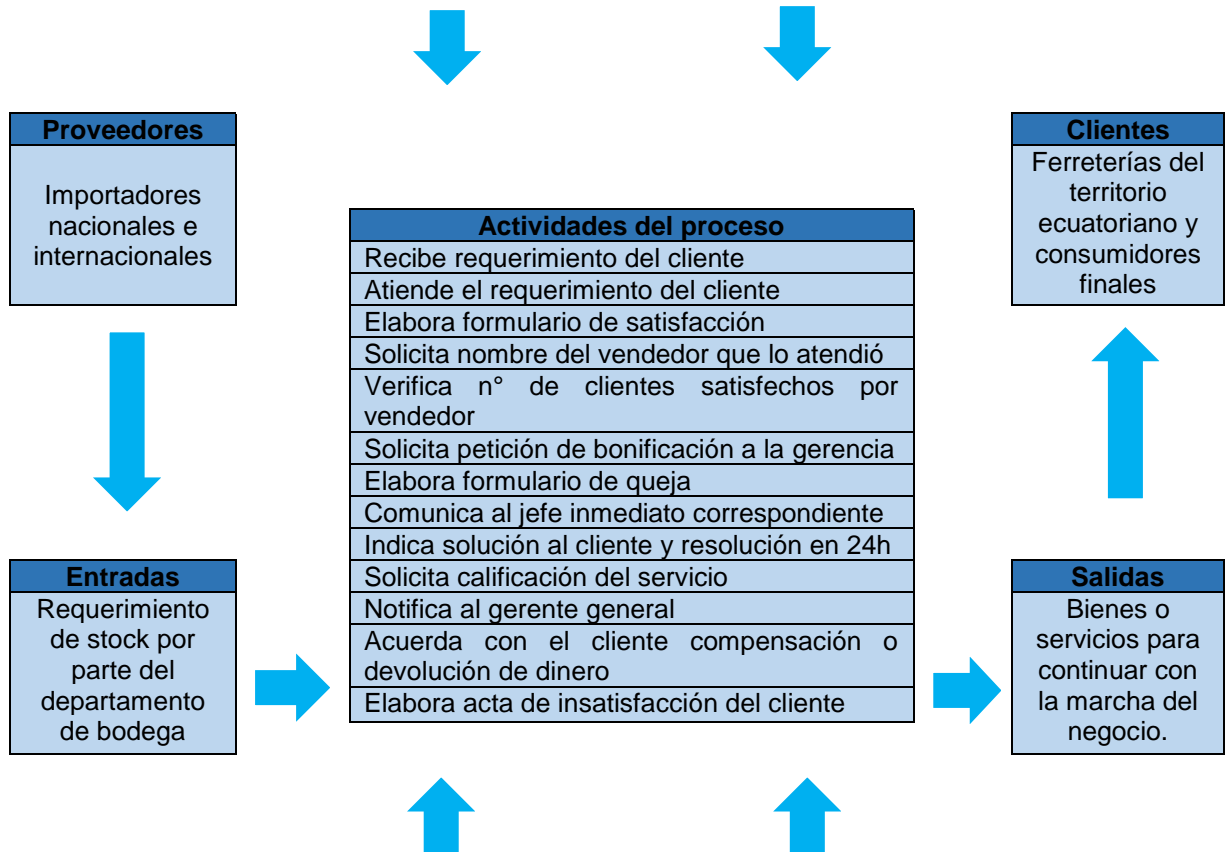 Proveedores
Importadores
nacionales e
internacionales
Clientes
Ferreterías del
territorio
ecuatoriano y
consumidores
finales
Actividades del proceso
Recibe requerimiento del cliente
Atiende el requerimiento del cliente
Elabora formulario de satisfacción
Solicita nombre del vendedor que lo atendió
Verifica n° de clientes satisfechos por
vendedor
Solicita petición de bonificación a la gerencia
Elabora formulario de queja
Comunica al jefe inmediato correspondiente
Indica solución al cliente y resolución en 24h
Solicita calificación del servicio
Notifica al gerente general
Acuerda con el cliente compensación o
devolución de dinero
Elabora acta de insatisfacción del cliente
Entradas
Requerimiento
de stock por
parte del
departamento
de bodega
Salidas
Bienes o
servicios para
continuar con
la marcha del
negocio.